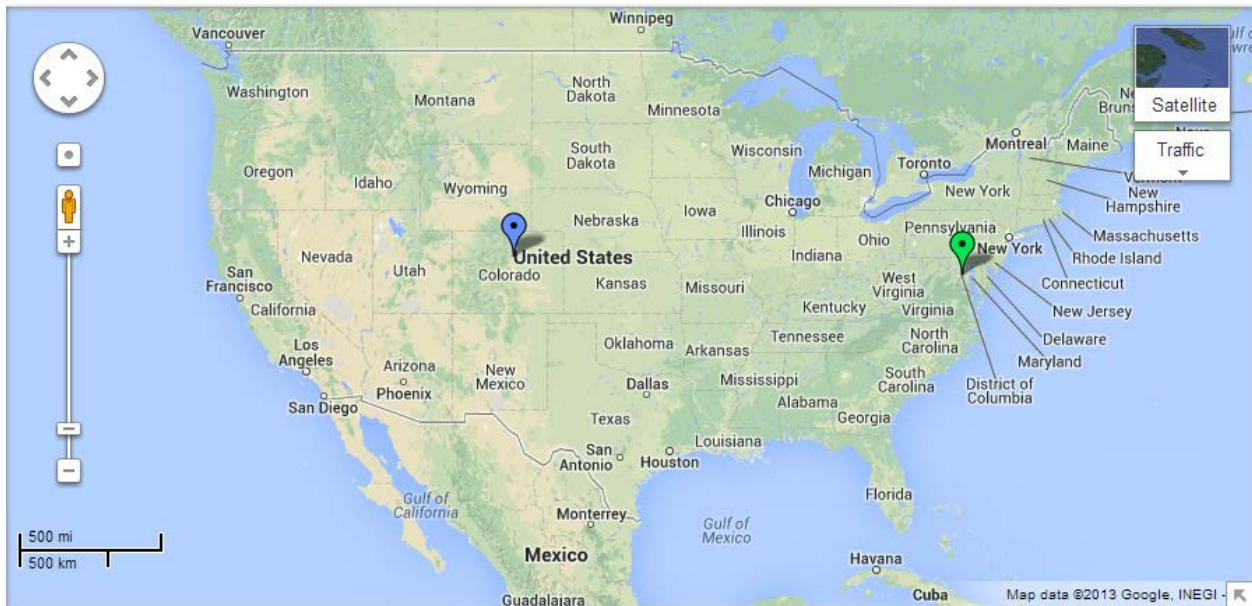 Winnipeg
Vancouver
Washington
Montana
North
Dakota
Minnesota
Satellite
Traffic
Montreal
Maine
Oregon
Idaho
Wyoming
South
Dakota
Wisconsin
Michigan
Toronto
New York
Vermont
New
Hampshire
Massachusetts
Rhode Island
Connecticut
New Jersey
Delaware
Maryland
District of
Columbia
Nebraska
Iowa
Chicago
Illinois
Indiana
Ohio
Pennsylvania
New York
Nevada
Utah
Colorado
United States
Kansas
Missouri
West
Virginia
Virginia
Kentucky
San
Francisco
California
Los
Angeles
San Diego
Arizona
Phoenix
New
Mexico
Oklahoma
Arkansas
Tennessee
North
Carolina
South
Carolina
Dallas
Mississippi
Alabama
Georgia
Texas
Louisiana
San
Antonio
Houston
Florida
Gulf of
California
Monterrey
Gulf of
Mexico
Mexico
Havana
Cuba
Guadalajara
500 mi
500 km
Map data ©2013 Google, INEGI -